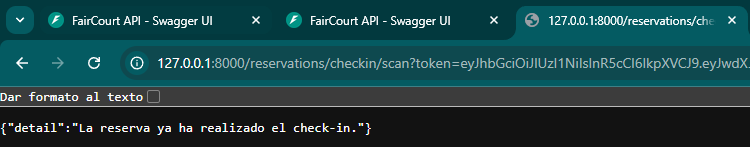 FairCourt API - Swagger UI
FairCourt API - Swagger UI
127.0.0.1:8000/reservations/che
127.0.0.1:8000/reservations/checkin/scan?token=eyJhbGciOiJIUzI1NiIsInR5cCI6IkpXVCJ9.eyJwdX
Dar formato al texto
{"detail":"La reserva ya ha realizado el check-in."}